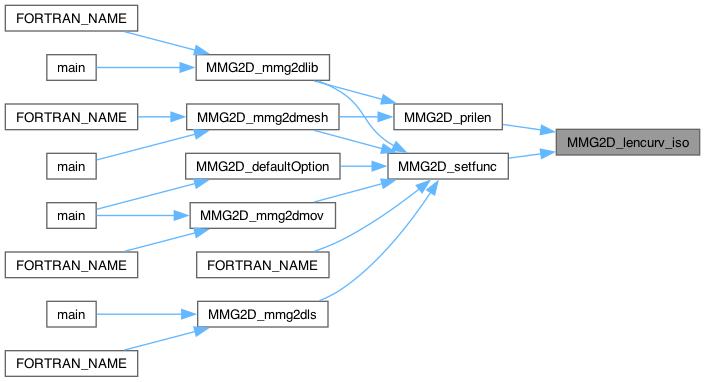 FORTRAN_NAME
main
MMG2D_mmg2dlib
FORTRAN_NAME
MMG2D_mmg2dmesh
MMG2D_prilen
MMG2D_lencurv_iso
main
MMG2D_defaultOption
MMG2D_setfunc
main
MMG2D_mmg2dmov
FORTRAN_NAME
FORTRAN_NAME
main
MMG2D_mmg2dls
FORTRAN_NAME